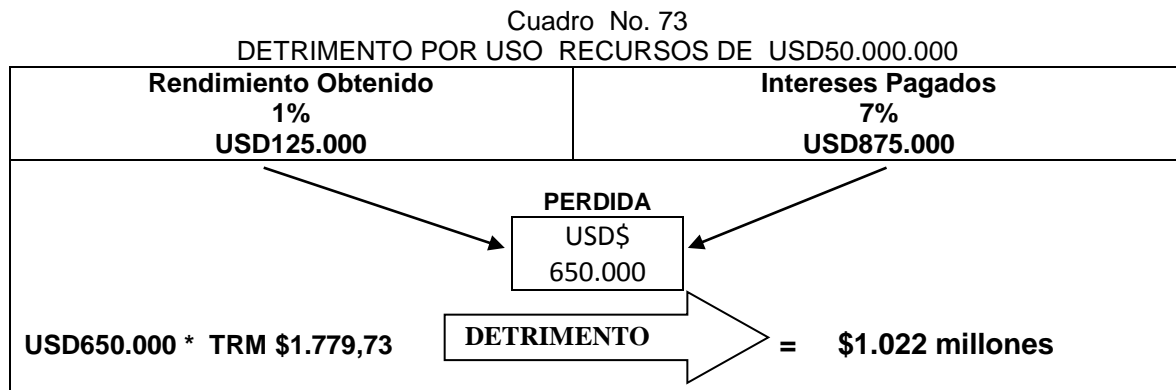 Cuadro No. 73
DETRIMENTO POR USO RECURSOS DE USD50.000.000
Rendimiento Obtenido
1%
USD125.000
Intereses Pagados
7%
USD875.000
PERDIDA
USD$
650.000
USD650.000 * TRM $1.779,73
DETRIMENTO
= $1.022 millones